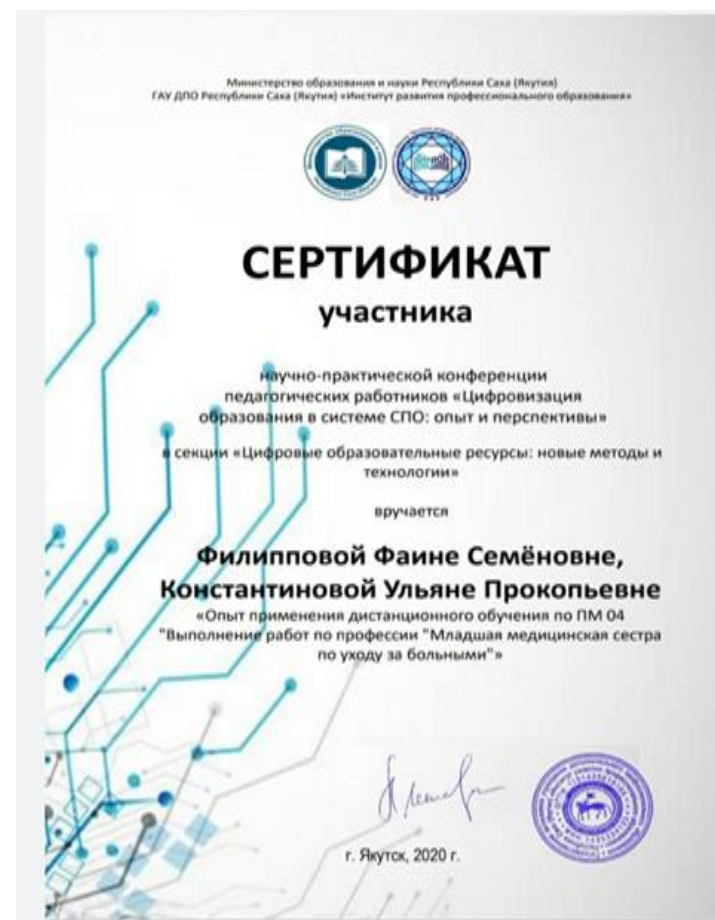 Министерство образования и науки Республики Саха (Якутия)
ГАУ ДПО Республики Саха (Якутия) «Институт развития профессионального образования»
СЕРТИФИКАТ
участника
научно-практической конференции
педагогических работников «Цифровизация
образования в системе СПО: опыт и перспективы»
в секции «Цифровые образовательные ресурсы: новые методы и
технологии»
вручается
Филипповой Фаине Семёновне,
Константиновой Ульяне Прокопьевне
«Опыт применения дистанционного обучения по ПМ 04
"Выполнение работ по профессии "Младшая медицинская сестра
по уходу за больными"»
г. Якутск, 2020 г.